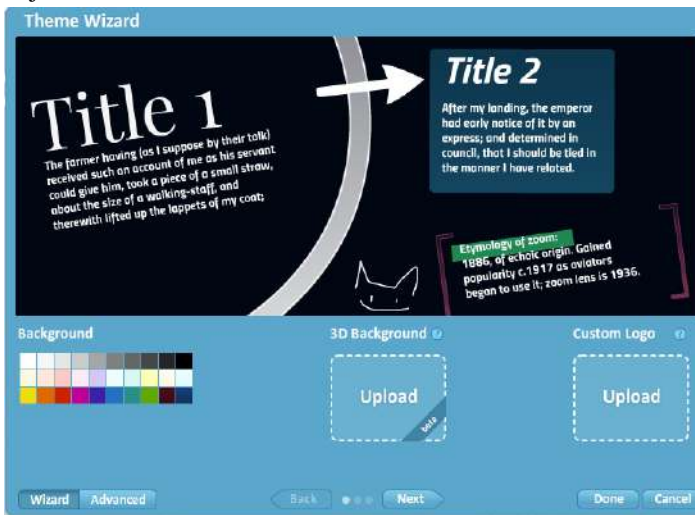 Theme Wizard
Title 1
The former having (as I suppose by their talk)
received such an account of me as his servant
could give him, took a piece of a small straw,
about the size of a walking-staff, and
therewith lifted up the lappets of my coat;
Title 2
After my landing, the emperor
had early notice of it by an
express; and determined in
council, that I should be tied in
the manner I have related.
Etymology of zoom:
1886, of echoic origin. Gained
popularity c.1917 as aviators
began to use it; zoom lens is 1936.
Background
3D Background ?
Custom Logo ?
Upload
beta
Upload
Wizard Advanced
Back Next
Done Cancel